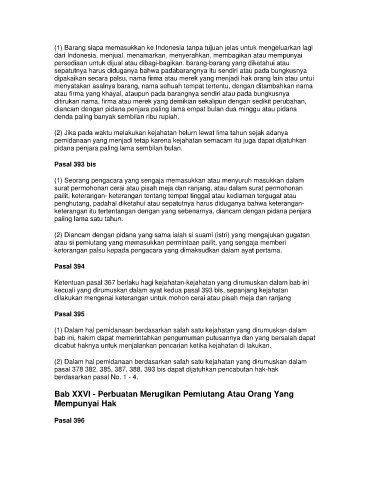 (1) Barang siapa memasukkan ke Indonesia tanpa tujuan jelas untuk mengeluarkan lagi
dari Indonesia, menjual, menamarkan, menyerahkan, membagikan atau mempunyai
persediaan untuk dijual atau dibagi-bagikan. barang-barang yang diketahui atau
sepatutnya harus diduganya bahwa padabarangnya itu sendiri atau pada bungkusnya
dipakaikan secara palsu, nama firma atau merek yang menjadi hak orang lain atau untui
menyatakan asalnya barang, nama sehuah tempat tertentu, dengan ditambahkan nama
atau firma yang khayal, ataupun pada barangnya sendiri atau pada bungkusnya
ditirukan nama, firma atau merek yang demikian sekalipun dengan sedikit perubahan,
diancam dengan pidana penjara paling lama empat bulan dua minggu atau pidana
denda paling banyak sembilan ribu rupiah.
(2) Jika pada waktu melakukan kejahatan helurn lewat lima tahun sejak adanya
pemidanaan yang menjadi tetap karena kejahatan semacam itu juga dapat dijatuhkan
pidana penjara paling lama sembilan bulan.
Pasal 393 bis
(1) Seorang pengacara yang sengaja memasukkan atau menyuruh masukkan dalam
surat permohonan cerai atau pisah meja dan ranjang, atau dalam surat permohonan
pailit, keterangan- keterangan tentang tempat tinggal atau kediaman tergugat atau
penghutang, padahal diketahui atau sepatutnya harus diduganya bahwa keterangan-
keterangan itu tertentangan dengan yang sebenarnya, diancam dengan pidana penjara
paling lama satu tahun.
(2) Diancam dengan pidana yang sama ialah si suami (istri) yang mengajukan gugatan
atau si pemiutang yang memasukkan permintaan pailit, yang sengaja memberi
keterangan palsu kepada pengacara yang dimaksudkan dalam ayat pertama.
Pasal 394
Ketentuan pasal 367 berlaku hagi kejahatan-kejahatan yang dirumuskan dalam bab ini
kecuali yang dirumuskan dalam ayat kedua pasal 393 bis, sepanjang kejahatan
dilakukan mengenai keterangan untuk mohon cerai atau pisah meja dan ranjang
Pasal 395
(1) Dalam hal pemidanaan berdasarkan salah satu kejahatan yang dirumuskan dalam
bab ini, hakim dapat memerintahkan pengumuman putusannya dan yang bersalah dapat
dicabut haknya untuk menjalankan pencarian ketika kejahatan di lakukan.
(2) Dalam hal pemidanaan berdasarkan salah satu kejahatan yang dirumuskan dalam
pasal 378 382, 385, 387, 388, 393 bis dapat dijatuhkan pencabutan hak-hak
berdasarkan pasal No. 1 - 4.
Bab XXVI - Perbuatan Merugikan Pemiutang Atau Orang Yang
Mempunyai Hak
Pasal 396